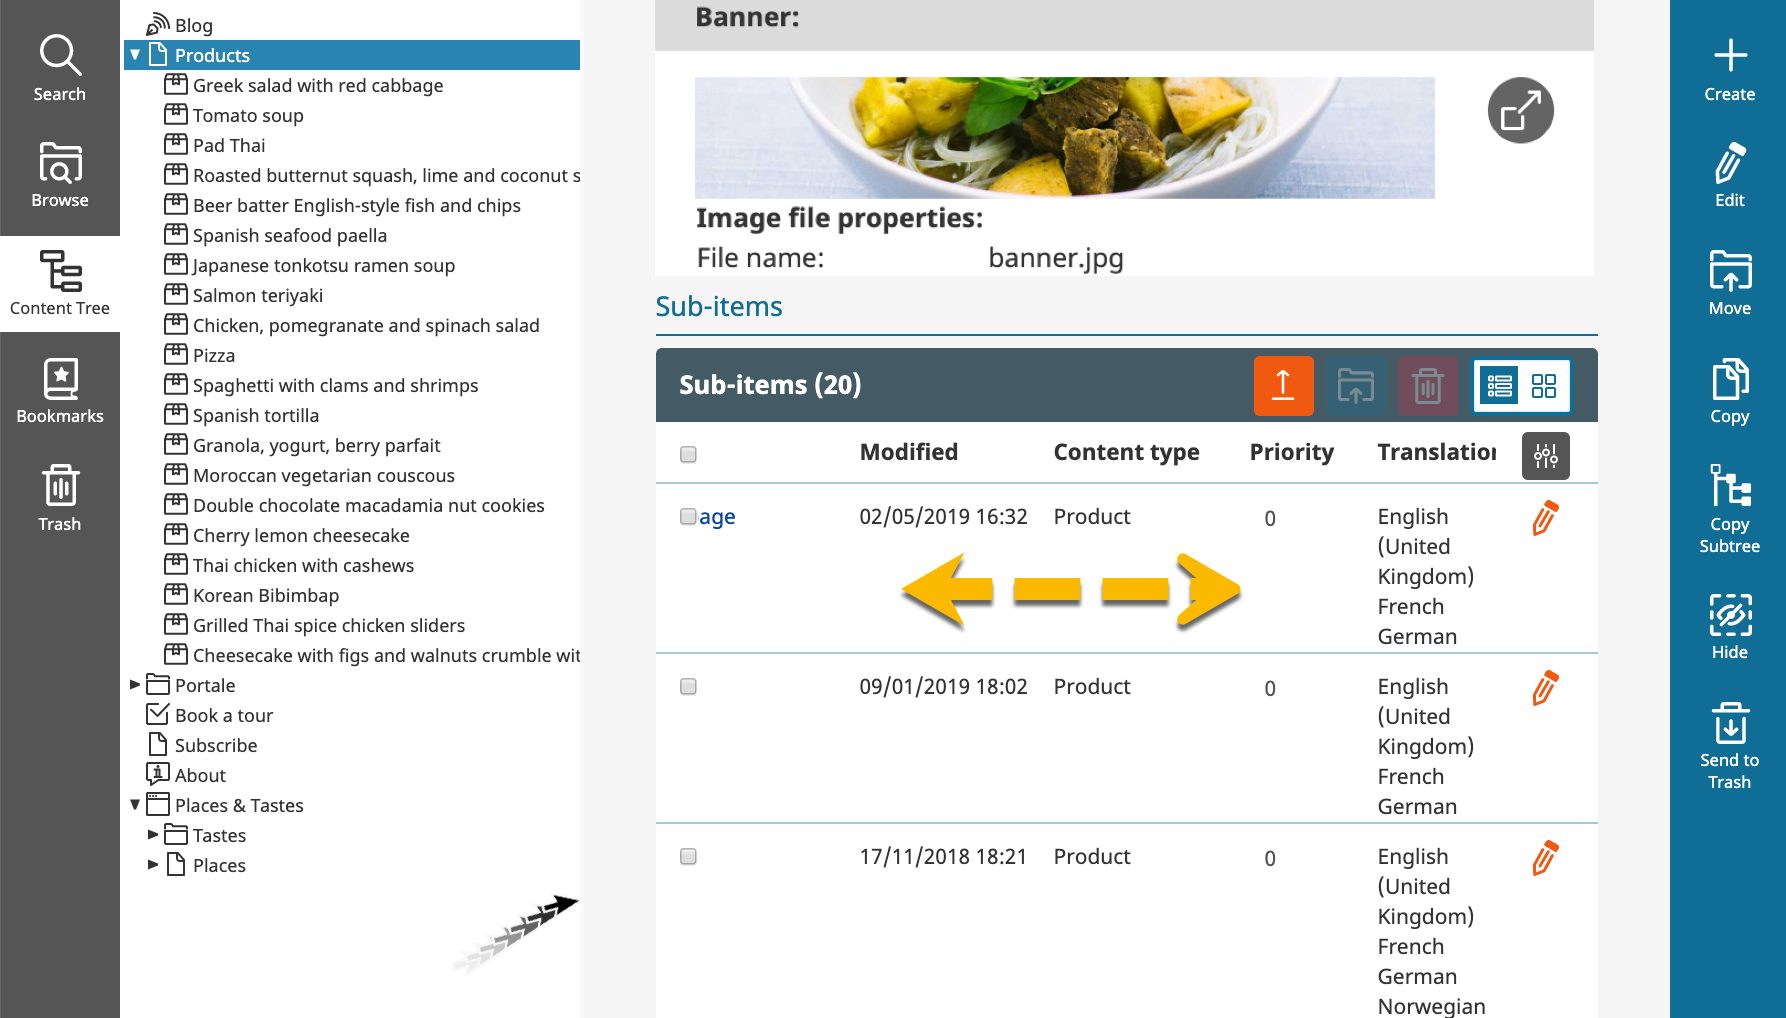 Search
Browse
Content Tree
Bookmarks
Trash
Blog
Products
Greek salad with red cabbage
Tomato soup
Pad Thai
Roasted butternut squash, lime and coconut s
Beer batter English-style fish and chips
Spanish seafood paella
Japanese tonkotsu ramen soup
Salmon teriyaki
Chicken, pomegranate and spinach salad
Pizza
Spaghetti with clams and shrimps
Spanish tortilla
Granola, yogurt, berry parfait
Moroccan vegetarian couscous
Double chocolate macadamia nut cookies
Cherry lemon cheesecake
Thai chicken with cashews
Korean Bibimbap
Grilled Thai spice chicken sliders
Cheesecake with figs and walnuts crumble wit
Portale
Book a tour
Subscribe
About
Places & Tastes
Tastes
Places
Banner:
Image file properties:
File name: banner.jpg
Sub-items
Sub-items (20)
Modified Content type Priority Translation
age 02/05/2019 16:32 Product 0 English
(United
Kingdom)
French
German
09/01/2019 18:02 Product 0 English
(United
Kingdom)
French
German
17/11/2018 18:21 Product 0 English
(United
Kingdom)
French
German
Norwegian
Create
Edit
Move
Copy
Copy
Subtree
Hide
Send to
Trash